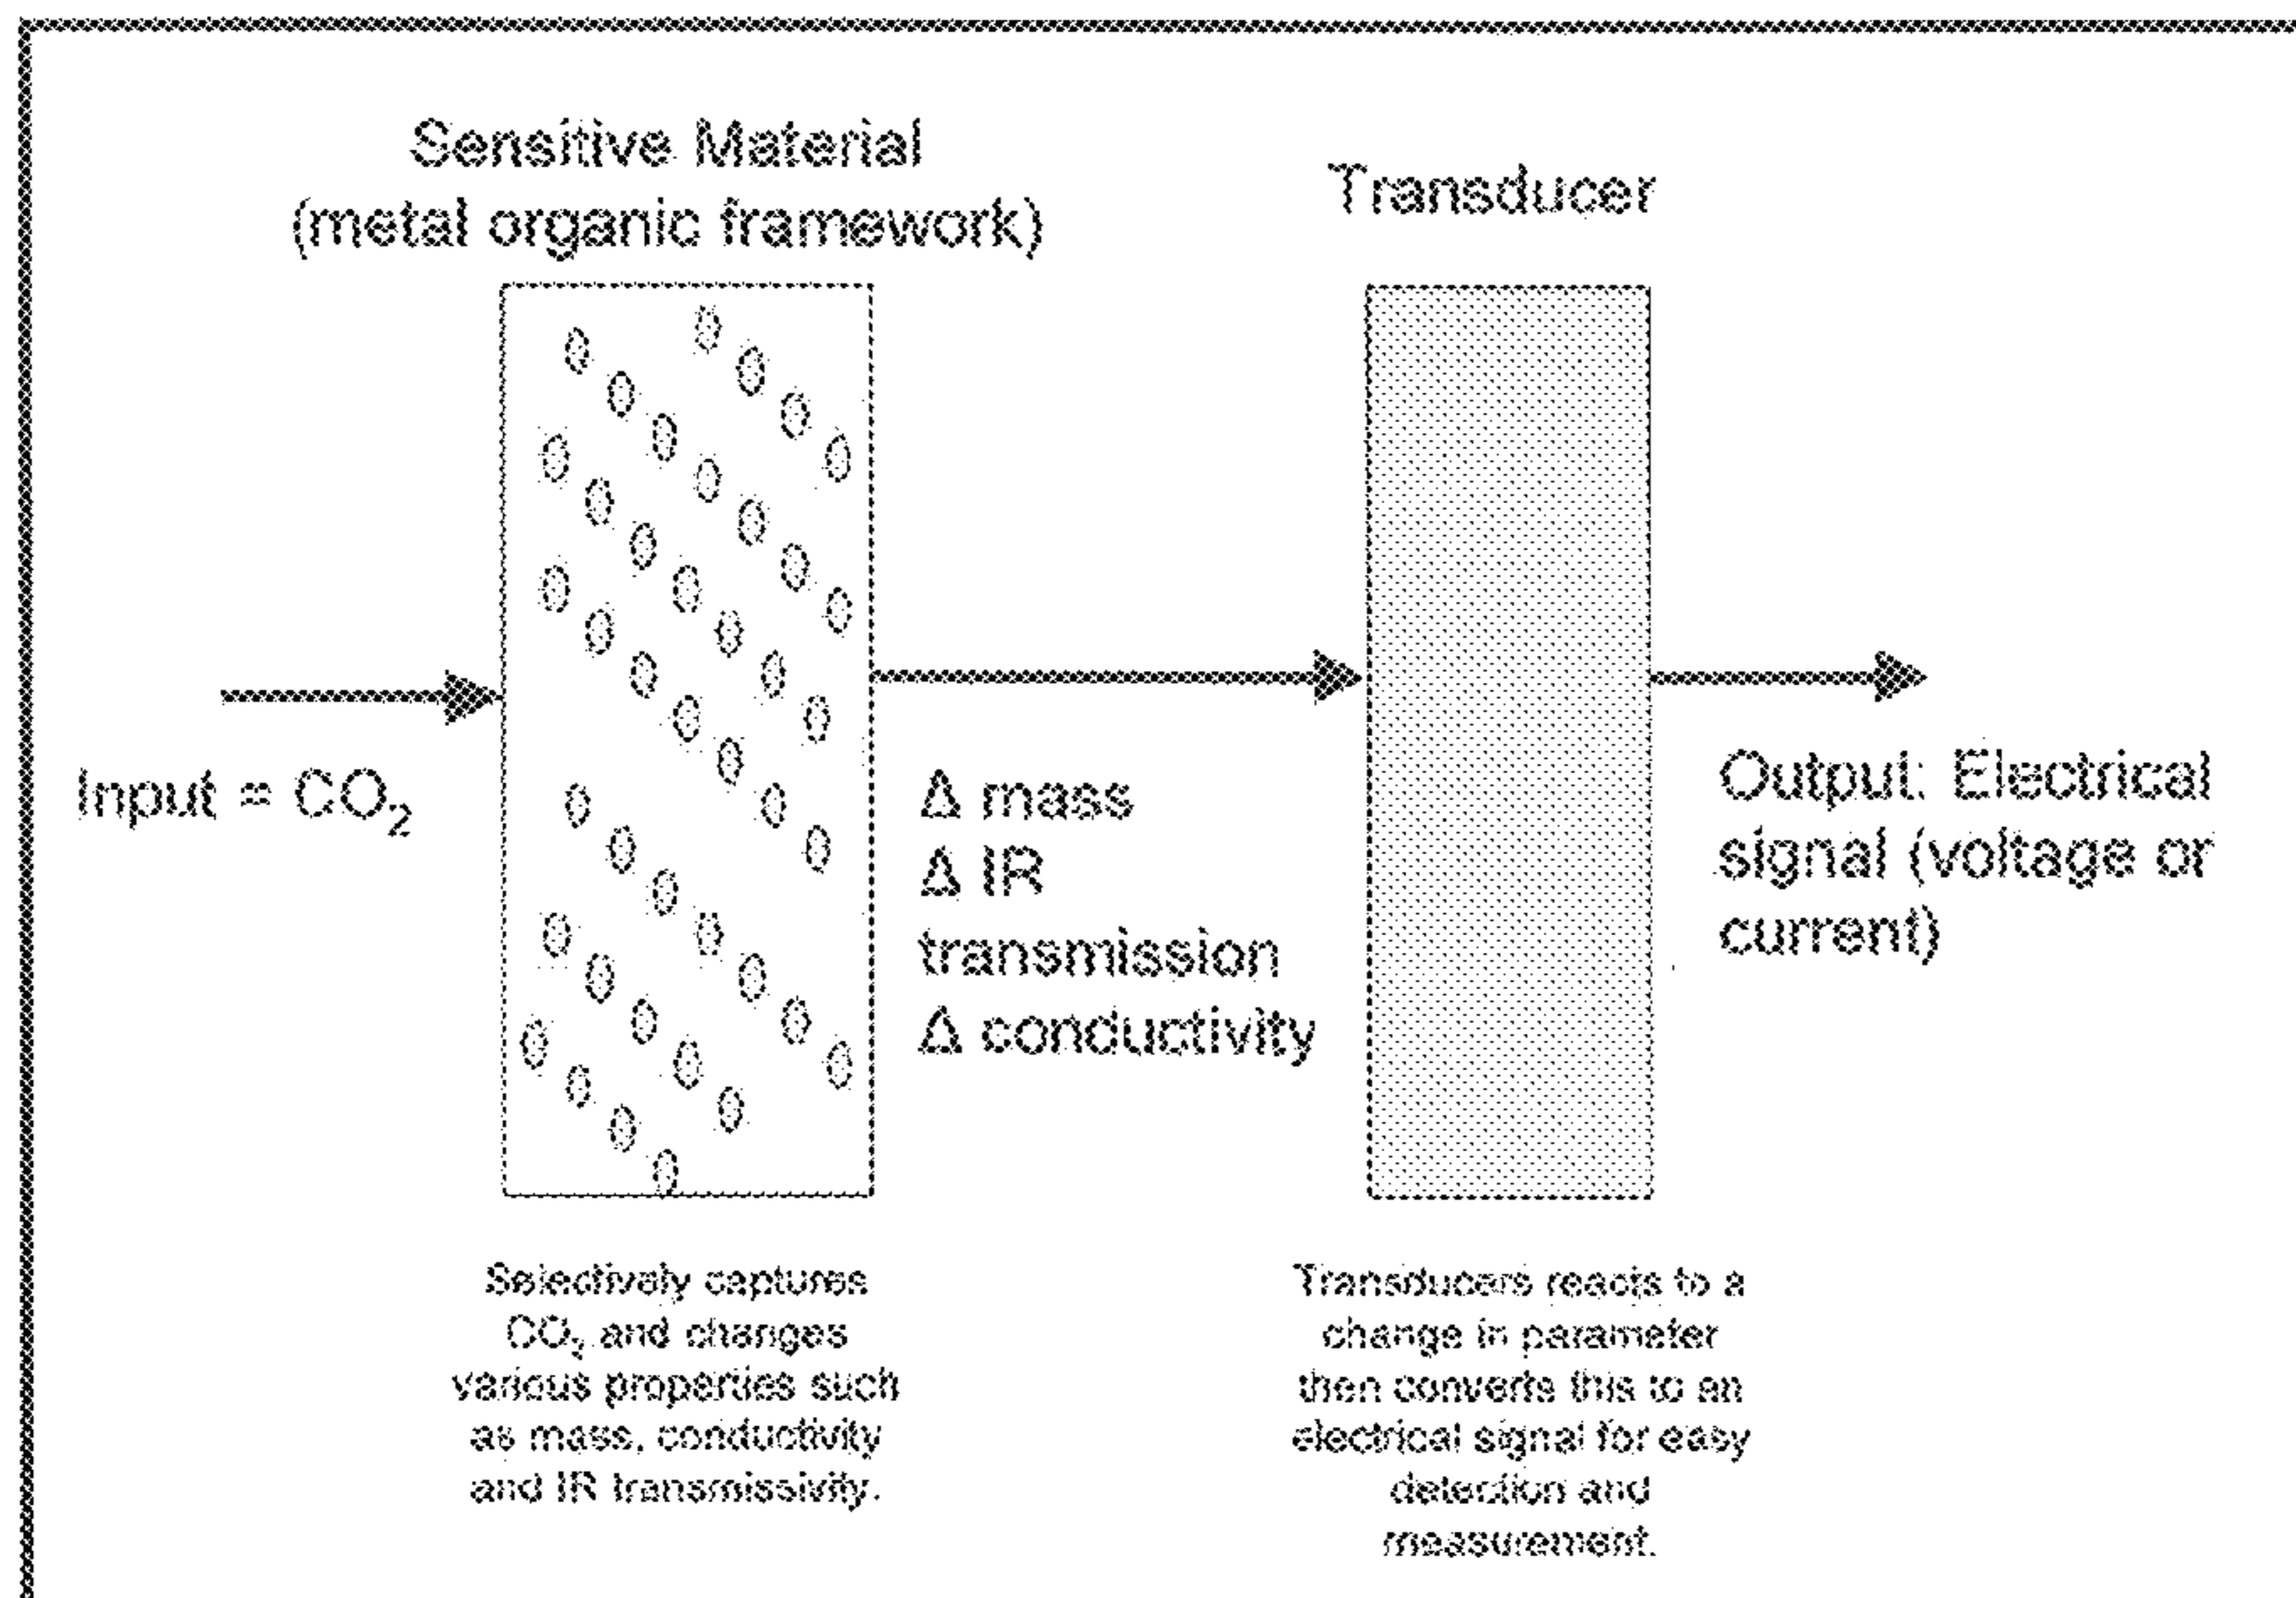 Sensitive Material
(metal organic framework)
Transducer
Input = CO₂
Δ mass
Δ IR
transmission
Δ conductivity
Output: Electrical
signal (voltage or
current)
Selectively captures
CO₂ and changes
various properties such
as mass, conductivity
and IR transmissivity.
Transducers reacts to a
change in parameter
then converts this to an
electrical signal for easy
detection and
measurement.